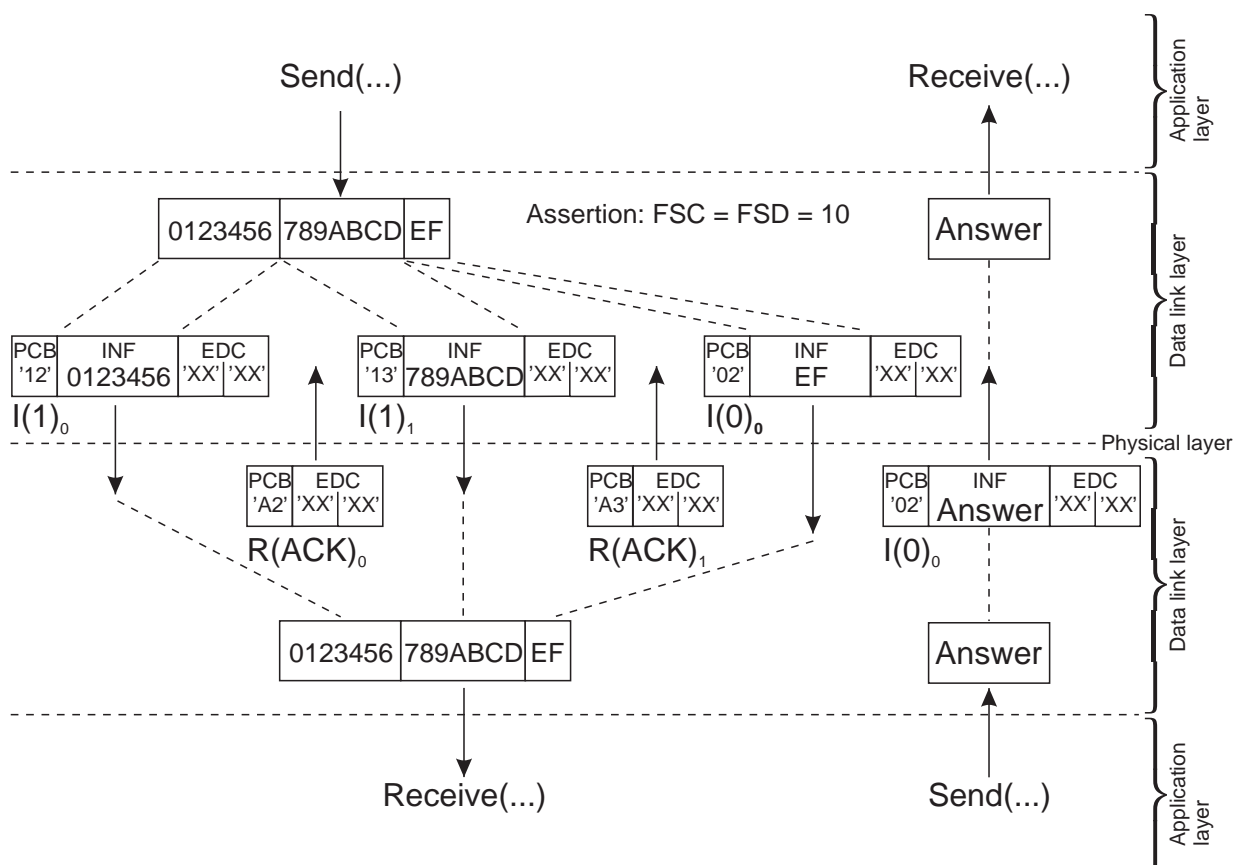 Send(...)
Receive(...)
Application layer
0123456 789ABCD EF
Assertion: FSC = FSD = 10
Answer
Data link layer
PCB INF EDC
'12' 0123456 'XX' 'XX'
I(1)₀
PCB INF EDC
'13' 789ABCD 'XX' 'XX'
I(1)₁
PCB INF EDC
'02' EF 'XX' 'XX'
I(0)₀
Physical layer
PCB EDC
'A2' 'XX' 'XX'
R(ACK)₀
PCB EDC
'A3' 'XX' 'XX'
R(ACK)₁
PCB INF EDC
'02' Answer 'XX' 'XX'
I(0)₀
Data link layer
0123456 789ABCD EF
Answer
Receive(...)
Send(...)
Application layer